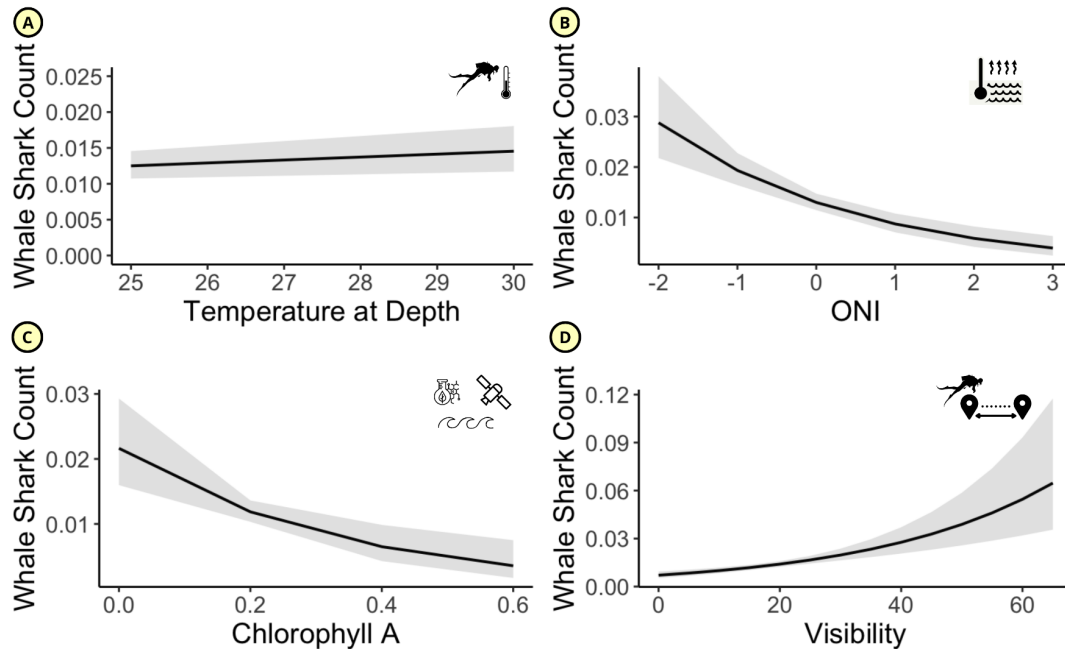 A
Whale Shark Count
0.025
0.020
0.015
0.010
0.005
0.000
25 26 27 28 29 30
Temperature at Depth
B
Whale Shark Count
0.03
0.02
0.01
-2 -1 0 1 2 3
ONI
C
Whale Shark Count
0.03
0.02
0.01
0.0 0.2 0.4 0.6
Chlorophyll A
D
Whale Shark Count
0.12
0.09
0.06
0.03
0.00
0 20 40 60
Visibility